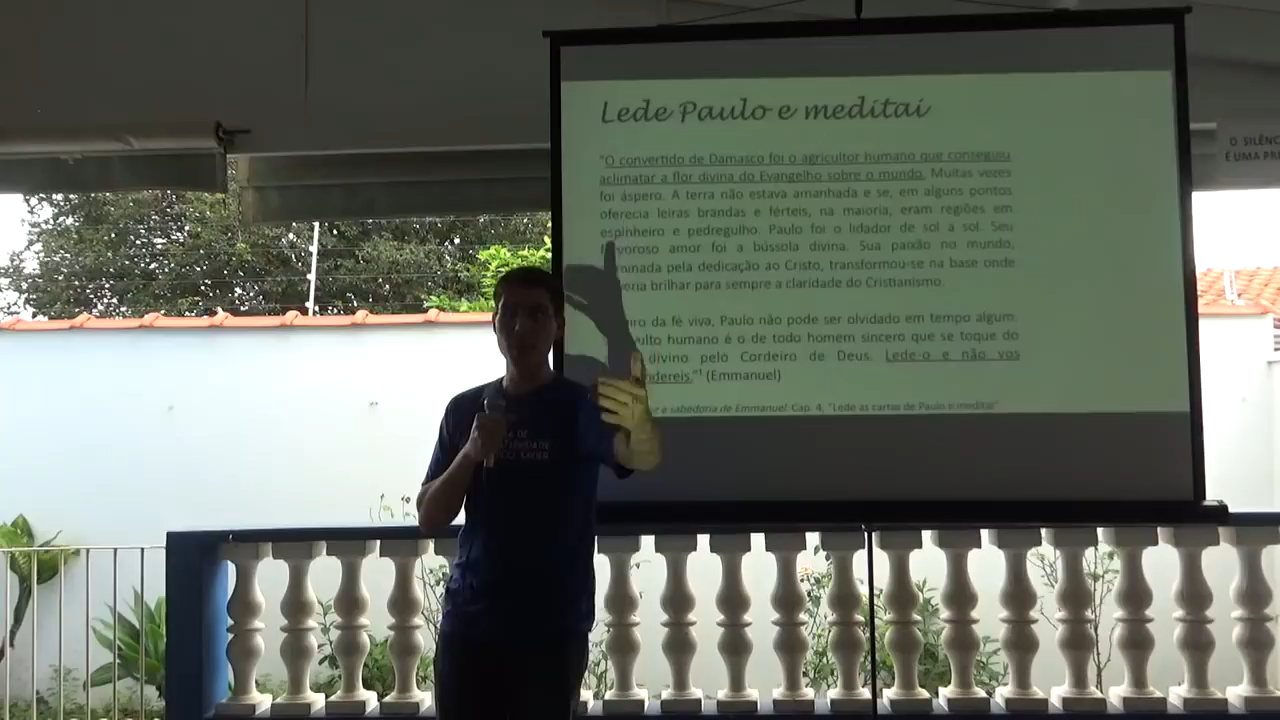 Lede Paulo e meditai
"O convertido de Damasco foi o agricultor humano que conseguiu
aclimatar a flor divina do Evangelho sobre o mundo. Muitas vezes
foi áspero. A terra não estava amanhada e se, em alguns pontos
oferecia leiras brandas e férteis, na maioria, eram regiões em
espinheiro e pedregulho. Paulo foi o lidador de sol a sol. Seu
amor foi a bússola divina. Sua paixão no mundo,
pela dedicação ao Cristo, transformou-se na base onde
brilhar para sempre a claridade do Cristianismo.
da fé viva, Paulo não pode ser olvidado em tempo algum.
humano é o de todo homem sincero que se toque do
divino pelo Cordeiro de Deus. Lede-o e não vos
"¹ (Emmanuel)
e sabedoria de Emmanuel. Cap. 4, "Lede as cartas de Paulo e meditai"
O SILÊNC
É UMA PR
DE